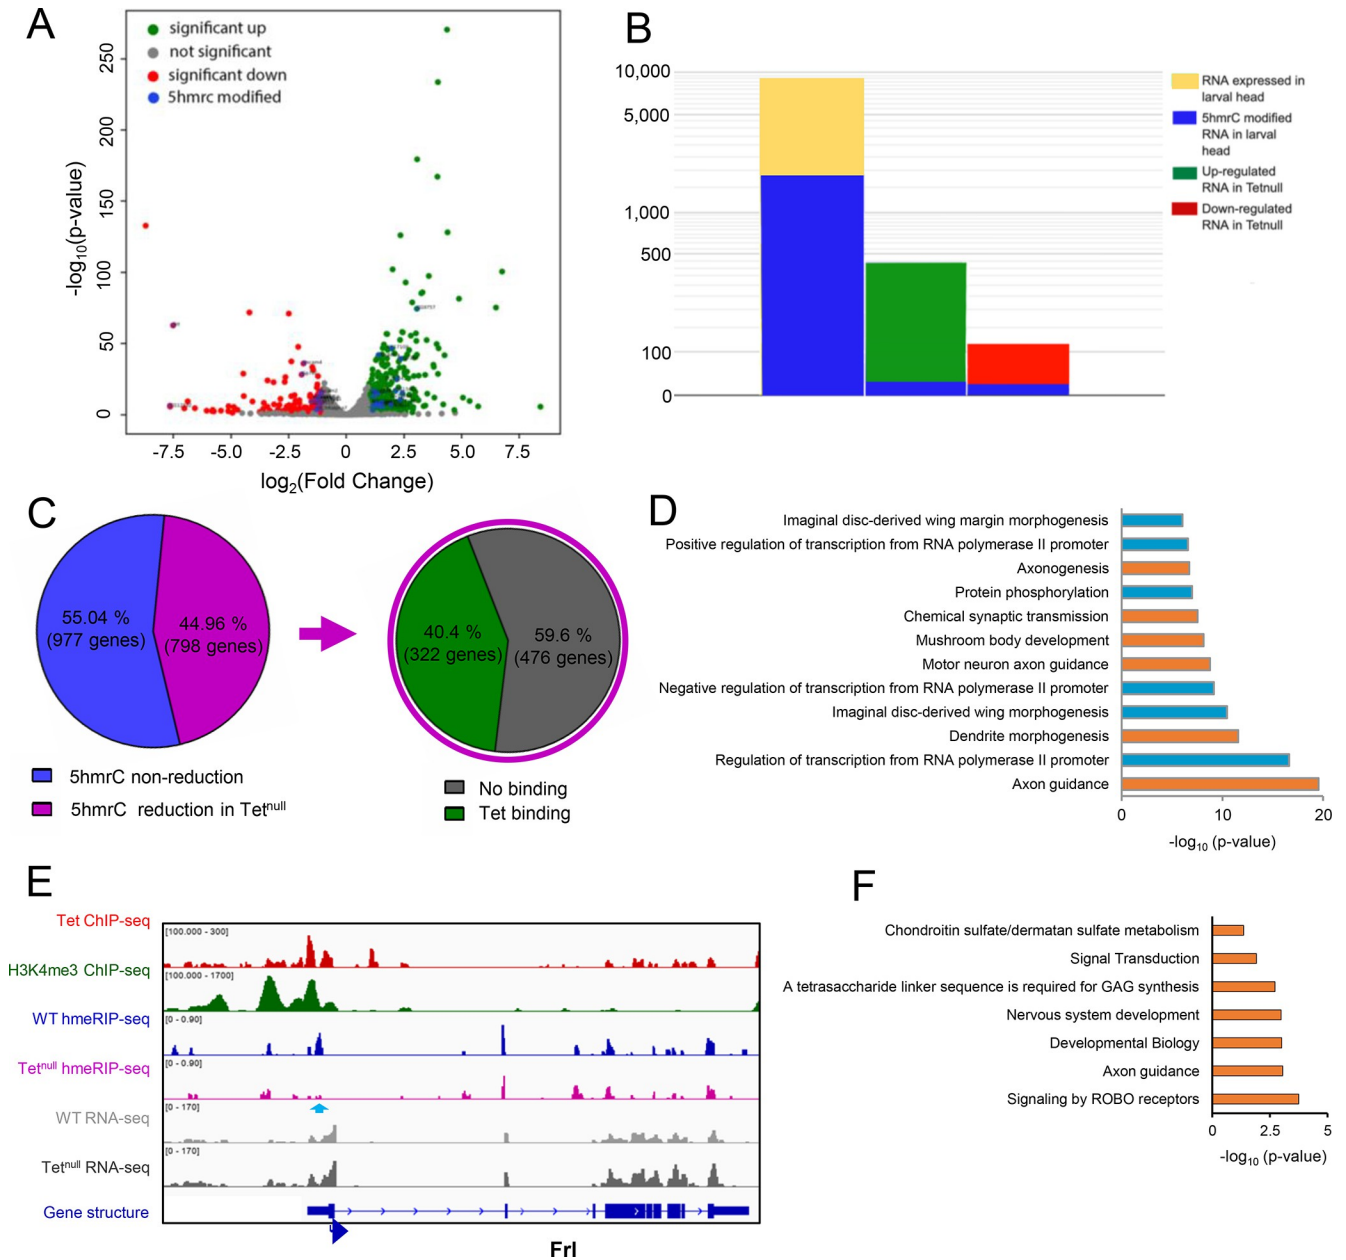 A
significant up
not significant
significant down
5hmrc modified
-log10(p-value)
250
200
150
100
50
0
-7.5
-5.0
-2.5
0
2.5
5.0
7.5
log2(Fold Change)
B
10,000
5,000
1,000
500
100
0
RNA expressed in
larval head
5hmrC modified
RNA in larval
head
Up-regulated
RNA in Tetnull
Down-regulated
RNA in Tetnull
C
55.04 %
(977 genes)
44.96 %
(798 genes)
40.4 %
(322 genes)
59.6 %
(476 genes)
5hmrC non-reduction
5hmrC reduction in Tetnull
No binding
Tet binding
D
Imaginal disc-derived wing margin morphogenesis
Positive regulation of transcription from RNA polymerase II promoter
Axonogenesis
Protein phosphorylation
Chemical synaptic transmission
Mushroom body development
Motor neuron axon guidance
Negative regulation of transcription from RNA polymerase II promoter
Imaginal disc-derived wing morphogenesis
Dendrite morphogenesis
Regulation of transcription from RNA polymerase II promoter
Axon guidance
0
10
20
-log10 (p-value)
E
Tet ChIP-seq
[100.000 - 300]
H3K4me3 ChIP-seq
[100.000 - 1700]
WT hmeRIP-seq
[0 - 0.90]
Tetnull hmeRIP-seq
[0 - 0.90]
WT RNA-seq
[0 - 170]
Tetnull RNA-seq
[0 - 170]
Gene structure
Frl
F
Chondroitin sulfate/dermatan sulfate metabolism
Signal Transduction
A tetrasaccharide linker sequence is required for GAG synthesis
Nervous system development
Developmental Biology
Axon guidance
Signaling by ROBO receptors
0
2.5
5
-log10 (p-value)